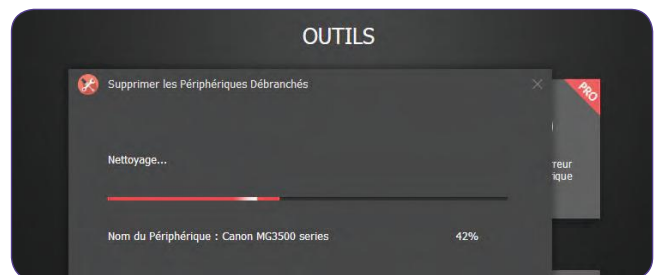 OUTILS
Supprimer les Périphériques Débranchés
PRO
Nettoyage...
Nom du Périphérique : Canon MG3500 series 42%